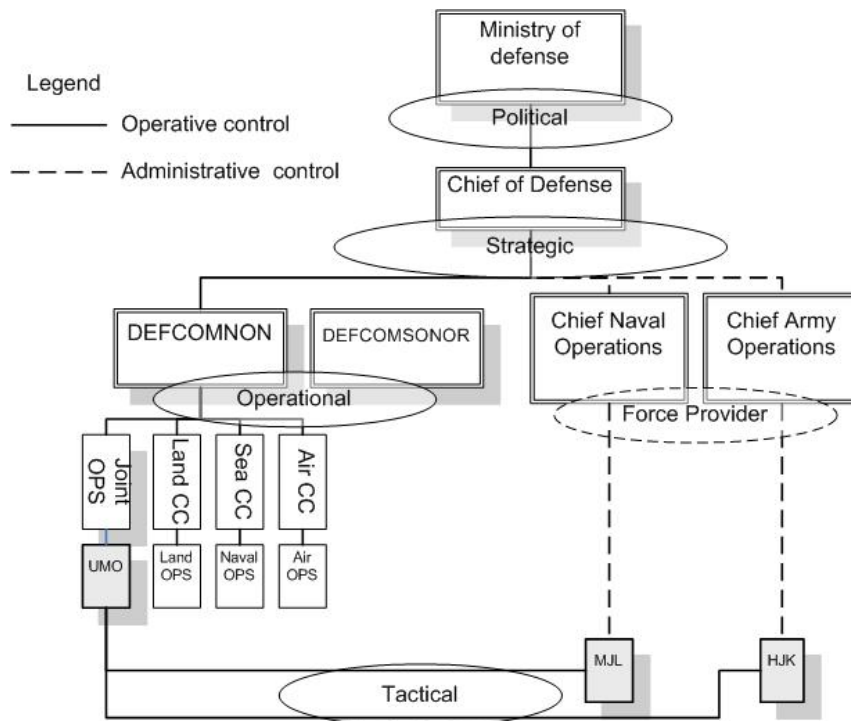 Ministry of
defense
Legend
Operative control
Political
Administrative control
Chief of Defense
Strategic
DEFCOMNON
DEFCOMSONOR
Chief Naval
Operations
Chief Army
Operations
Operational
Force Provider
Joint
OPS
Land CC
Sea CC
Air CC
UMO
Land
OPS
Naval
OPS
Air
OPS
MJL
HJK
Tactical